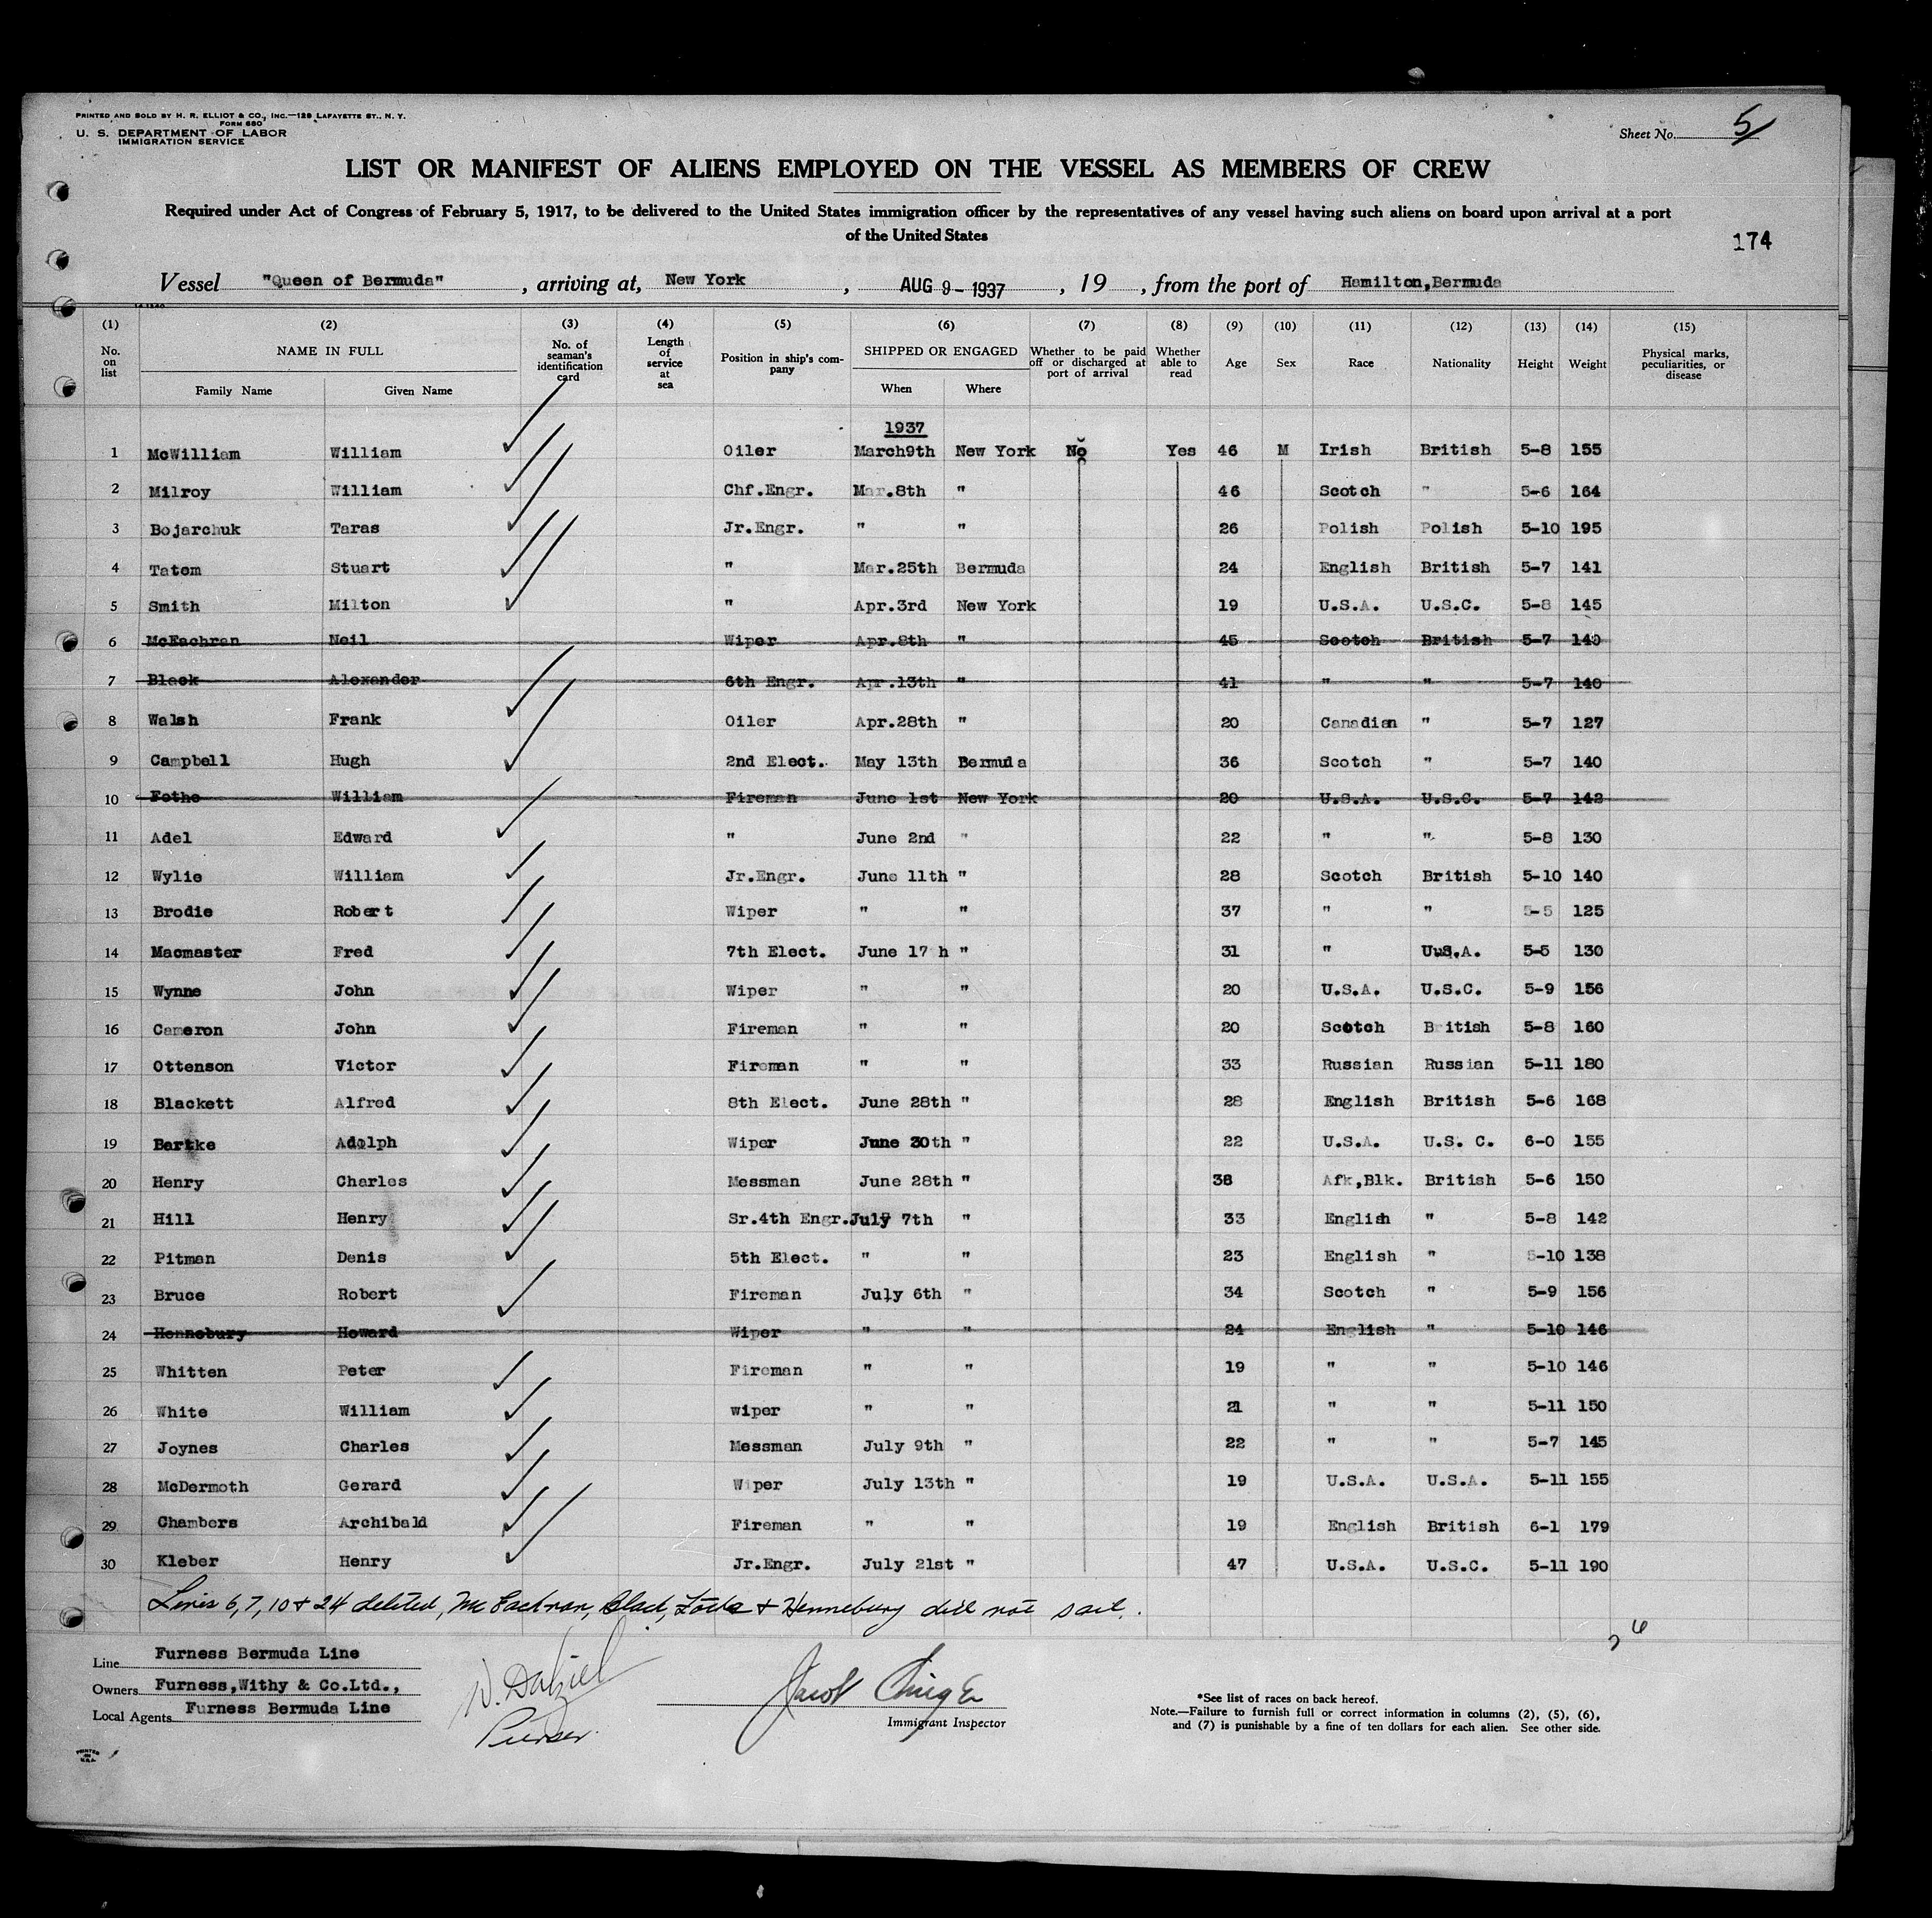 PRINTED AND SOLD BY H. R. ELLIOT & CO., INC.—129 LAFAYETTE ST., N. Y.
FORM 680
U. S. DEPARTMENT OF LABOR
IMMIGRATION SERVICE
Sheet No. 5
LIST OR MANIFEST OF ALIENS EMPLOYED ON THE VESSEL AS MEMBERS OF CREW
Required under Act of Congress of February 5, 1917, to be delivered to the United States immigration officer by the representatives of any vessel having such aliens on board upon arrival at a port
of the United States
174
Vessel "Queen of Bermuda" , arriving at, New York , AUG 9 - 1937 , 19 , from the port of Hamilton,Bermuda
(1) (2) (3) (4) (5) (6) (7) (8) (9) (10) (11) (12) (13) (14) (15)
No. on list NAME IN FULL Family Name Given Name No. of seaman's identification card Length of service at sea Position in ship's company SHIPPED OR ENGAGED When Where Whether to be paid off or discharged at port of arrival Whether able to read Age Sex Race Nationality Height Weight Physical marks, peculiarities, or disease
1937
1 McWilliam William Oiler March9th New York No Yes 46 M Irish British 5-8 155
2 Milroy William Chf.Engr. Mar.8th " 46 Scotch " 5-6 164
3 Bojarchuk Taras Jr.Engr. " " 26 Polish Polish 5-10 195
4 Tatem Stuart " Mar.25th Bermuda 24 English British 5-7 141
5 Smith Milton " Apr.3rd New York 19 U.S.A. U.S.C. 5-8 145
6 McEachran Neil Wiper Apr.8th " 45 Scotch British 5-7 140
7 Black Alexander 6th Engr. Apr.13th " 41 " " 5-7 140
8 Walsh Frank Oiler Apr.28th " 20 Canadian " 5-7 127
9 Campbell Hugh 2nd Elect. May 13th Bermuda 36 Scotch " 5-7 140
10 Fothe William Fireman June 1st New York 20 U.S.A. U.S.C. 5-7 142
11 Adel Edward " June 2nd " 22 " " 5-8 130
12 Wylie William Jr.Engr. June 11th " 28 Scotch British 5-10 140
13 Brodie Robert Wiper " " 37 " " 5-5 125
14 Macmaster Fred 7th Elect. June 17 h " 31 " U.S.A. 5-5 130
15 Wynne John Wiper " " 20 U.S.A. U.S.C. 5-9 156
16 Cameron John Fireman " " 20 Scotch British 5-8 160
17 Ottenson Victor Fireman " " 33 Russian Russian 5-11 180
18 Blackett Alfred 8th Elect. June 28th " 28 English British 5-6 168
19 Bertke Adolph Wiper June 30th " 22 U.S.A. U.S. C. 6-0 155
20 Henry Charles Messman June 28th " 38 Afk,Blk. British 5-6 150
21 Hill Henry Sr.4th Engr. July 7th " 33 English " 5-8 142
22 Pitman Denis 5th Elect. " " 23 English " 5-10 138
23 Bruce Robert Fireman July 6th " 34 Scotch " 5-9 156
24 Hennebury Howard Wiper " " 24 English " 5-10 146
25 Whitten Peter Fireman " " 19 " " 5-10 146
26 White William wiper " " 21 " " 5-11 150
27 Joynes Charles Messman July 9th " 22 " " 5-7 145
28 McDermoth Gerard Wiper July 13th " 19 U.S.A. U.S.A. 5-11 155
29 Chambers Archibald Fireman " " 19 English British 6-1 179
30 Kleber Henry Jr.Engr. July 21st " 47 U.S.A. U.S.C. 5-11 190
Lines 6, 7, 10 & 24 deleted, McEachran, Black, Fothe & Hennebury did not sail.
26
Line Furness Bermuda Line
Owners Furness,Withy & Co.Ltd.,
Local Agents Furness Bermuda Line
W. Dalziel
Purser.
Jacob
Immigrant Inspector
*See list of races on back hereof.
Note.—Failure to furnish full or correct information in columns (2), (5), (6),
and (7) is punishable by a fine of ten dollars for each alien. See other side.
PRINTED IN U.S.A.